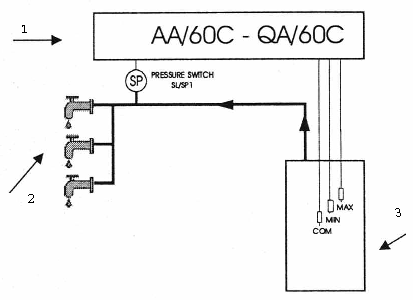 1
AA/60C - QA/60C
SP
PRESSURE SWITCH
SL/SP1
2
3
MAX
MIN
COM